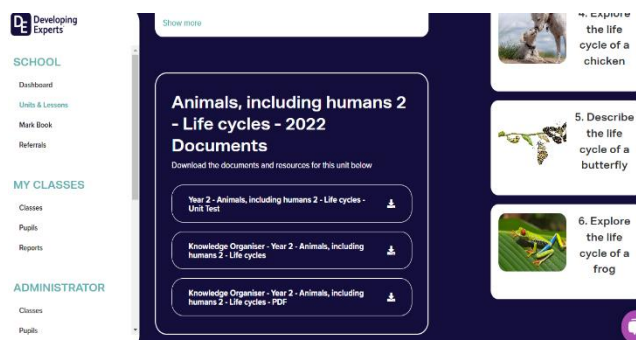 Developing
Experts
SCHOOL
Dashboard
Units & Lessons
Mark Book
Referrals
MY CLASSES
Classes
Pupils
Reports
ADMINISTRATOR
Classes
Pupils
Show more
Animals, including humans 2
- Life cycles - 2022
Documents
Download the documents and resources for this unit below
Year 2 - Animals, including humans 2 - Life cycles -
Unit Test
Knowledge Organiser - Year 2 - Animals, including
humans 2 - Life cycles
Knowledge Organiser - Year 2 - Animals, including
humans 2 - Life cycles - PDF
4. Explore
the life
cycle of a
chicken
5. Describe
the life
cycle of a
butterfly
6. Explore
the life
cycle of a
frog